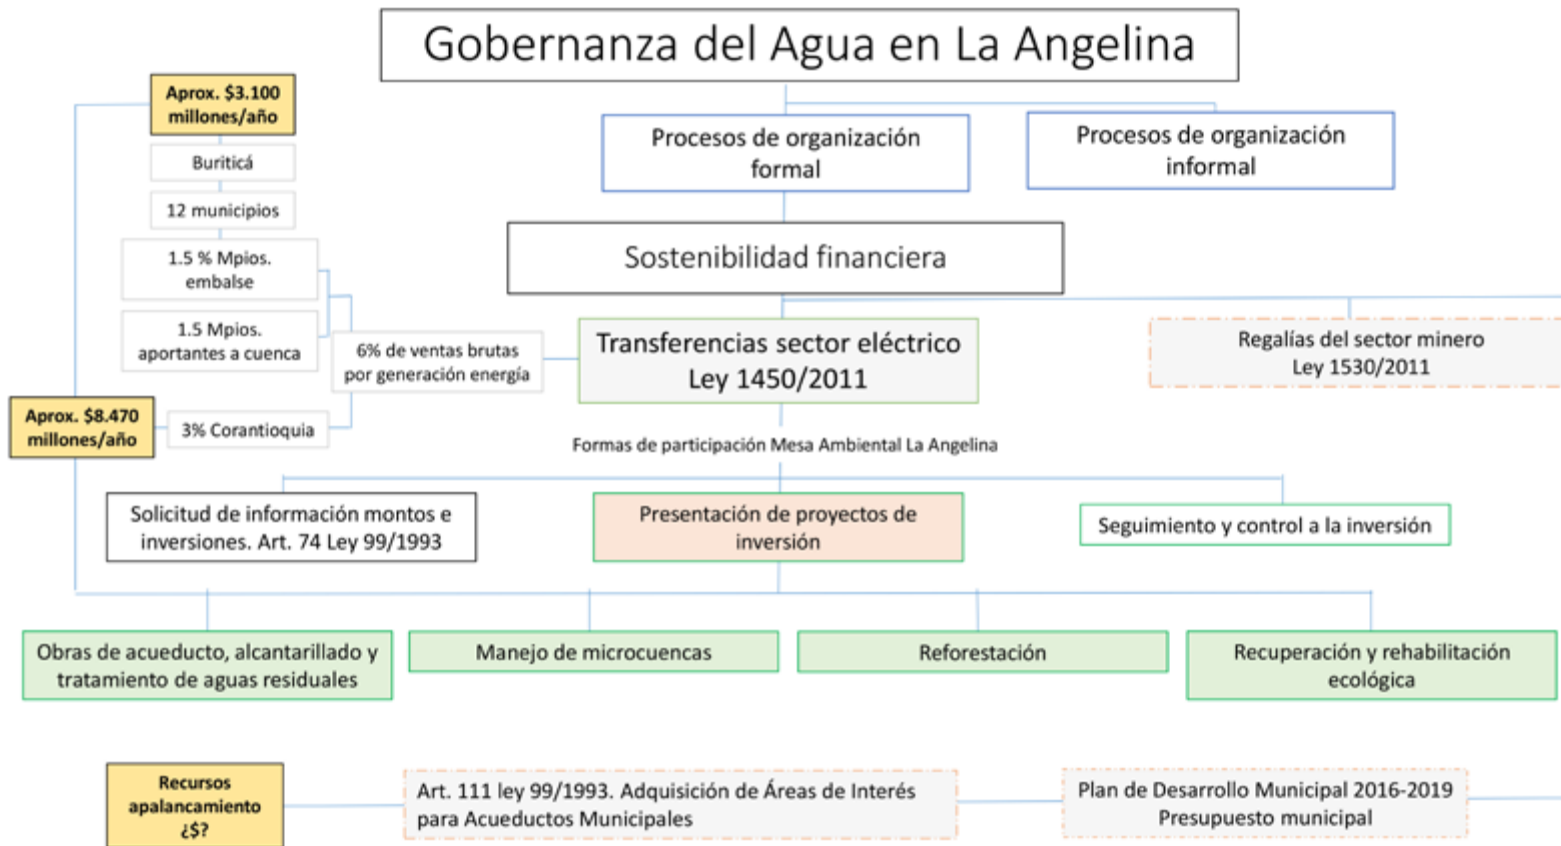 Gobernanza del Agua en La Angelina
Aprox. $3.100
millones/año
Procesos de organización
formal
Procesos de organización
informal
Buriticá
12 municipios
1.5 % Mpios.
embalse
Sostenibilidad financiera
1.5 Mpios.
aportantes a cuenca
6% de ventas brutas
por generación energía
Transferencias sector eléctrico
Ley 1450/2011
Regalías del sector minero
Ley 1530/2011
Aprox. $8.470
millones/año
3% Corantioquia
Formas de participación Mesa Ambiental La Angelina
Solicitud de información montos e
inversiones. Art. 74 Ley 99/1993
Presentación de proyectos de
inversión
Seguimiento y control a la inversión
Obras de acueducto, alcantarillado y
tratamiento de aguas residuales
Manejo de microcuencas
Reforestación
Recuperación y rehabilitación
ecológica
Recursos
apalancamiento
¿$?
Art. 111 ley 99/1993. Adquisición de Áreas de Interés
para Acueductos Municipales
Plan de Desarrollo Municipal 2016-2019
Presupuesto municipal